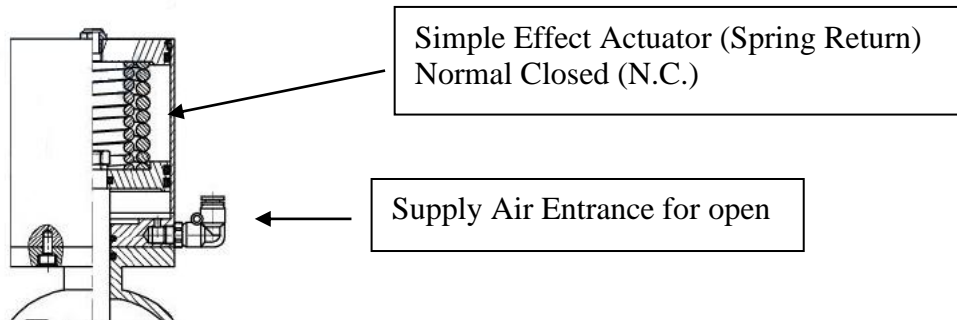 Simple Effect Actuator (Spring Return)
Normal Closed (N.C.)
Supply Air Entrance for open